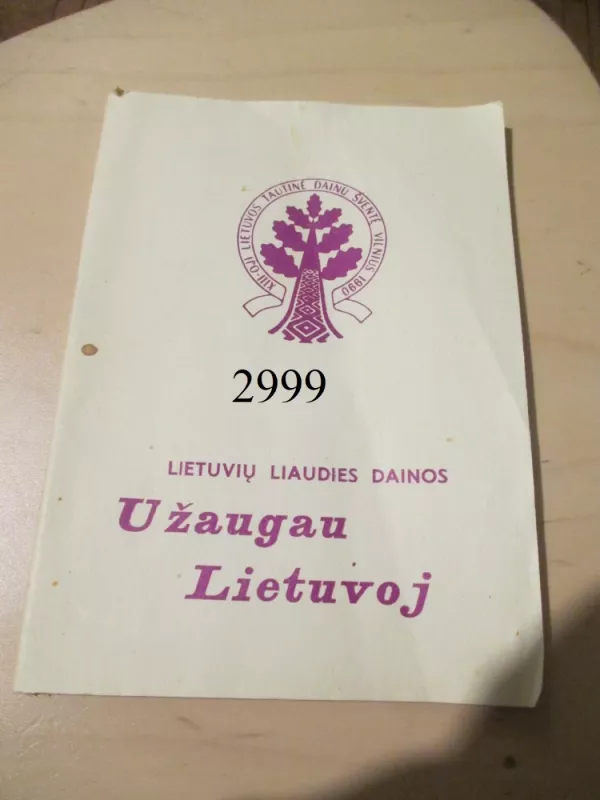 XIII-OJI LIETUVOS TAUTINĖ DAINŲ ŠVENTĖ VILNIUS 1990
2999
LIETUVIŲ LIAUDIES DAINOS
Užaugau
Lietuvoj